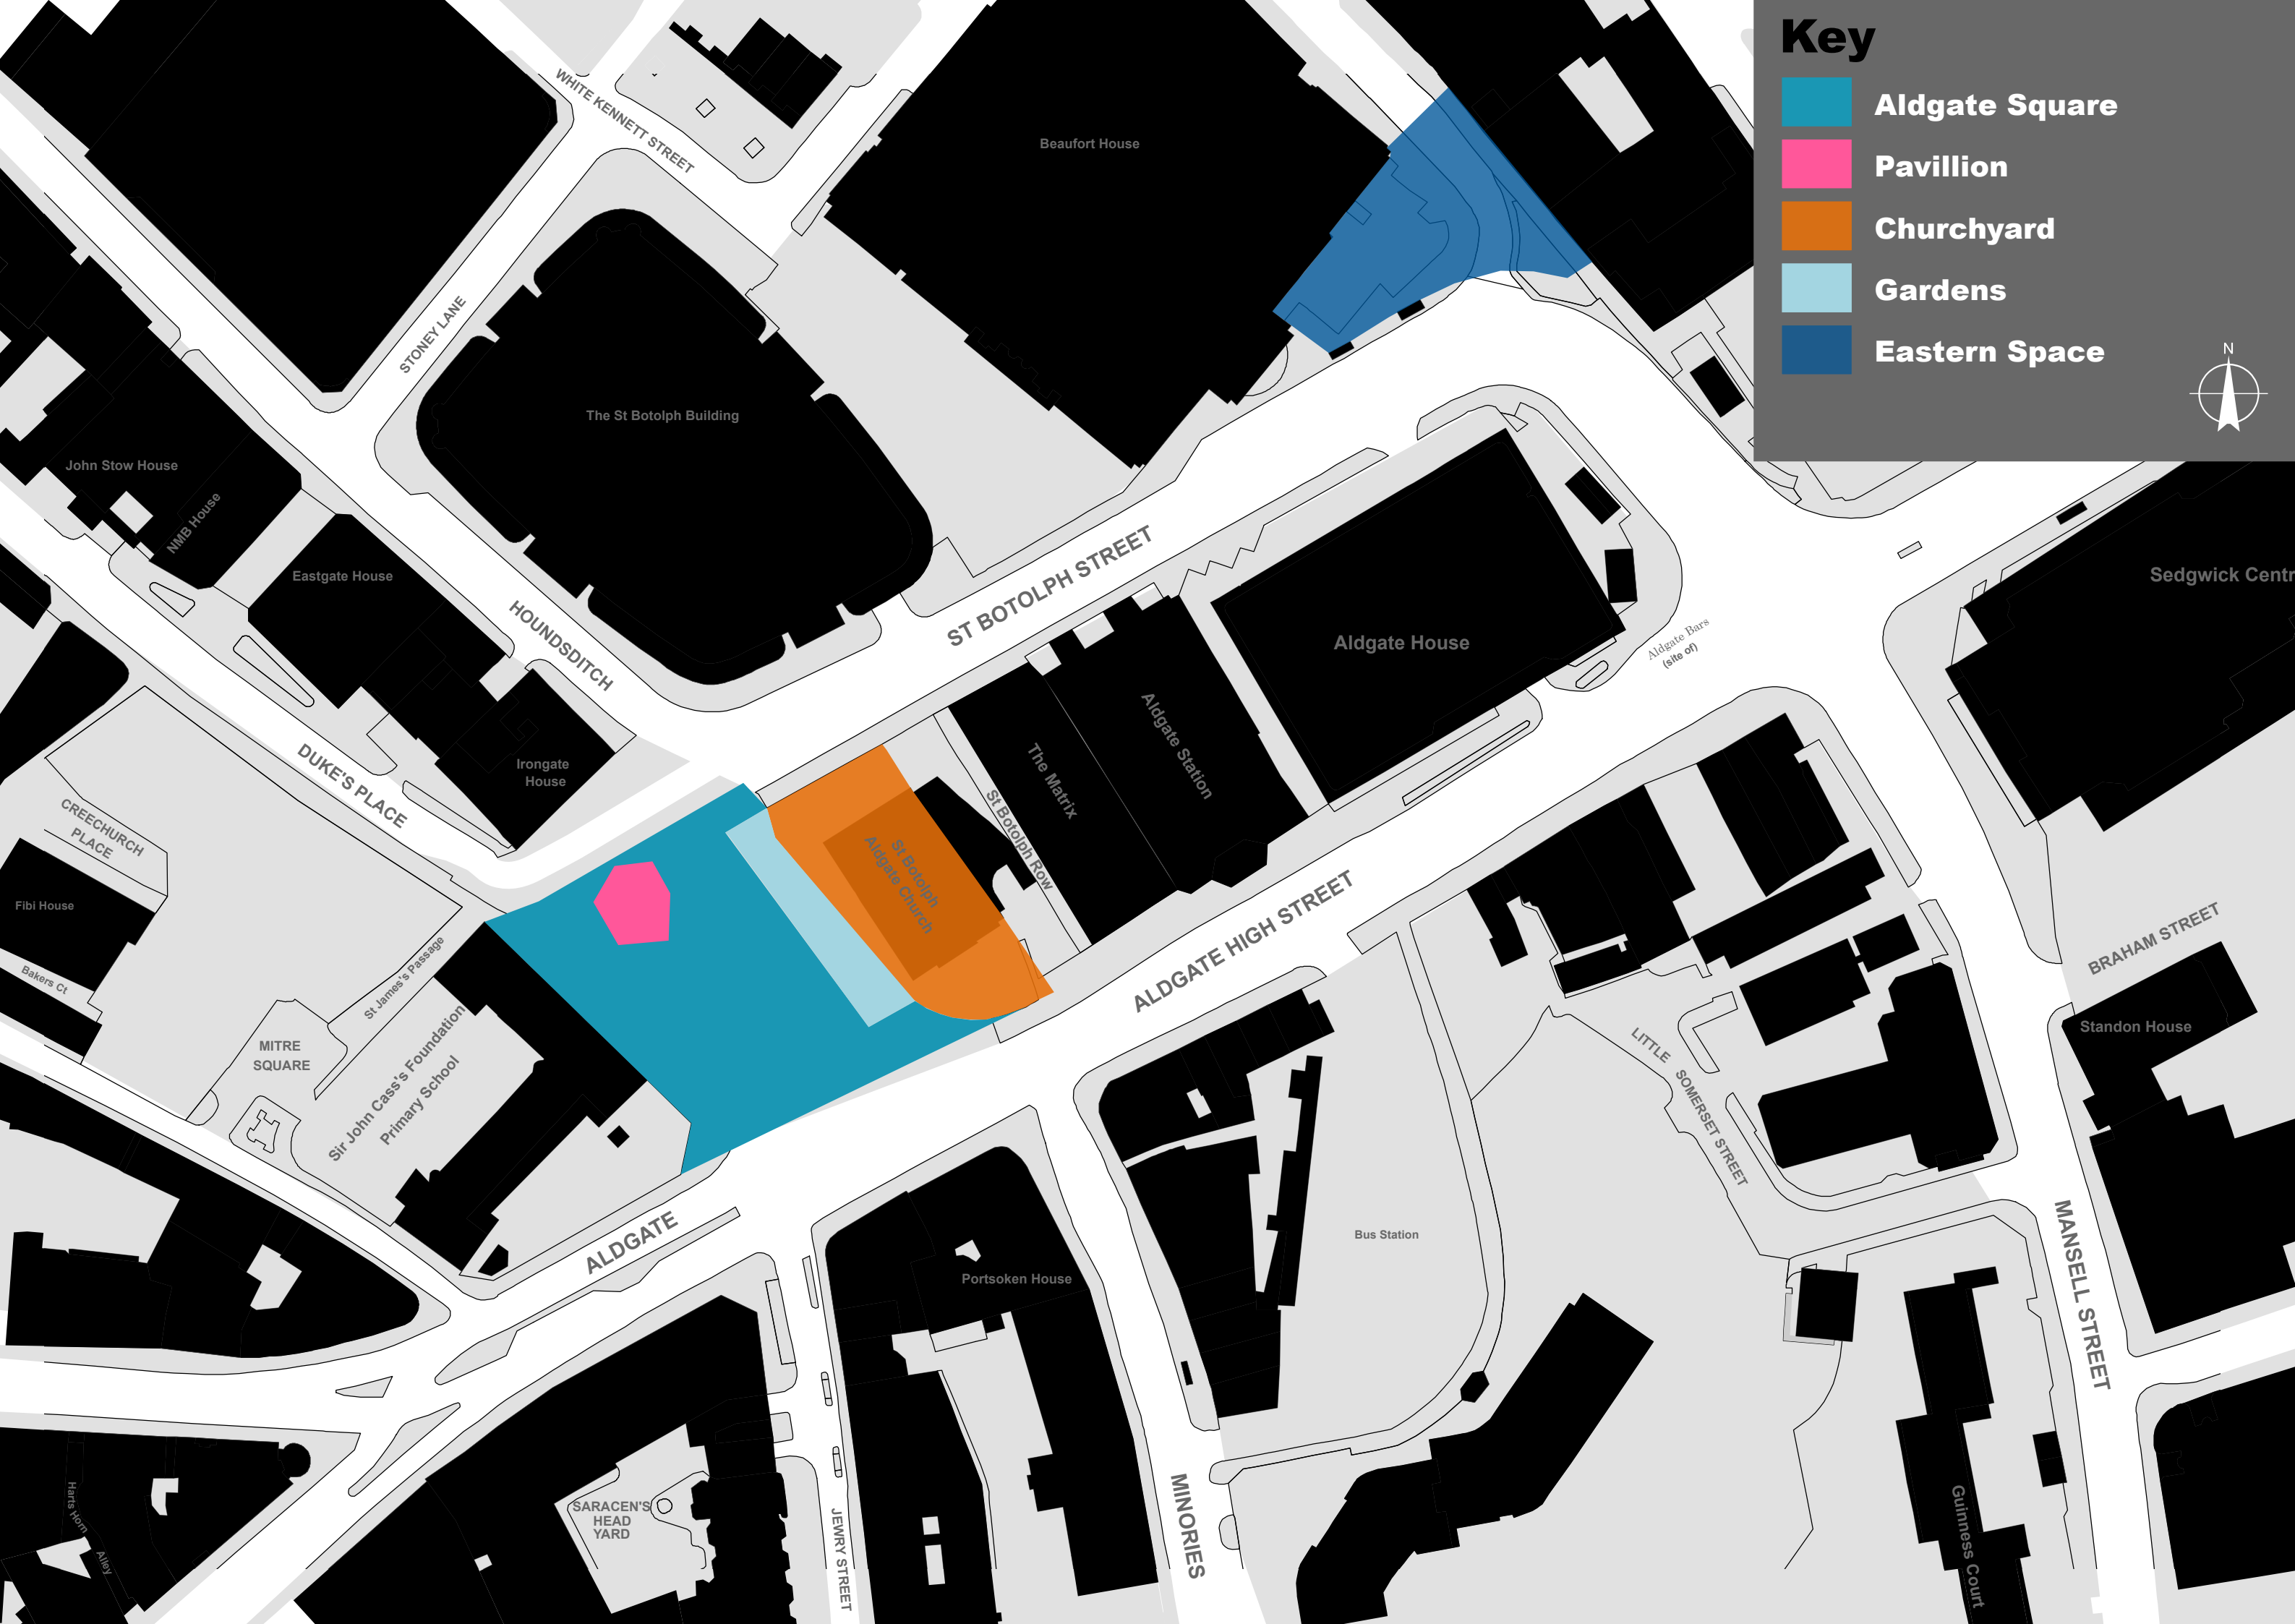 Key
Aldgate Square
Pavillion
Churchyard
Gardens
Eastern Space
N
WHITE KENNETT STREET
Beaufort House
STONEY LANE
The St Botolph Building
John Stow House
NMB House
Eastgate House
HOUNDSDITCH
ST BOTOLPH STREET
Aldgate House
Aldgate Bars
(site of)
Sedgwick Centr
Aldgate Station
The Matrix
St Botolph Row
St Botolph
Aldgate Church
Irongate
House
DUKE'S PLACE
CREECHURCH
PLACE
Fibi House
Bakers Ct
St James's Passage
MITRE
SQUARE
Sir John Cass's Foundation
Primary School
ALDGATE HIGH STREET
BRAHAM STREET
Standon House
LITTLE
SOMERSET STREET
ALDGATE
Bus Station
Portsoken House
MANSELL STREET
SARACEN'S
HEAD
YARD
JEWRY STREET
MINORIES
Harts Horn
Alley
Guinness Court